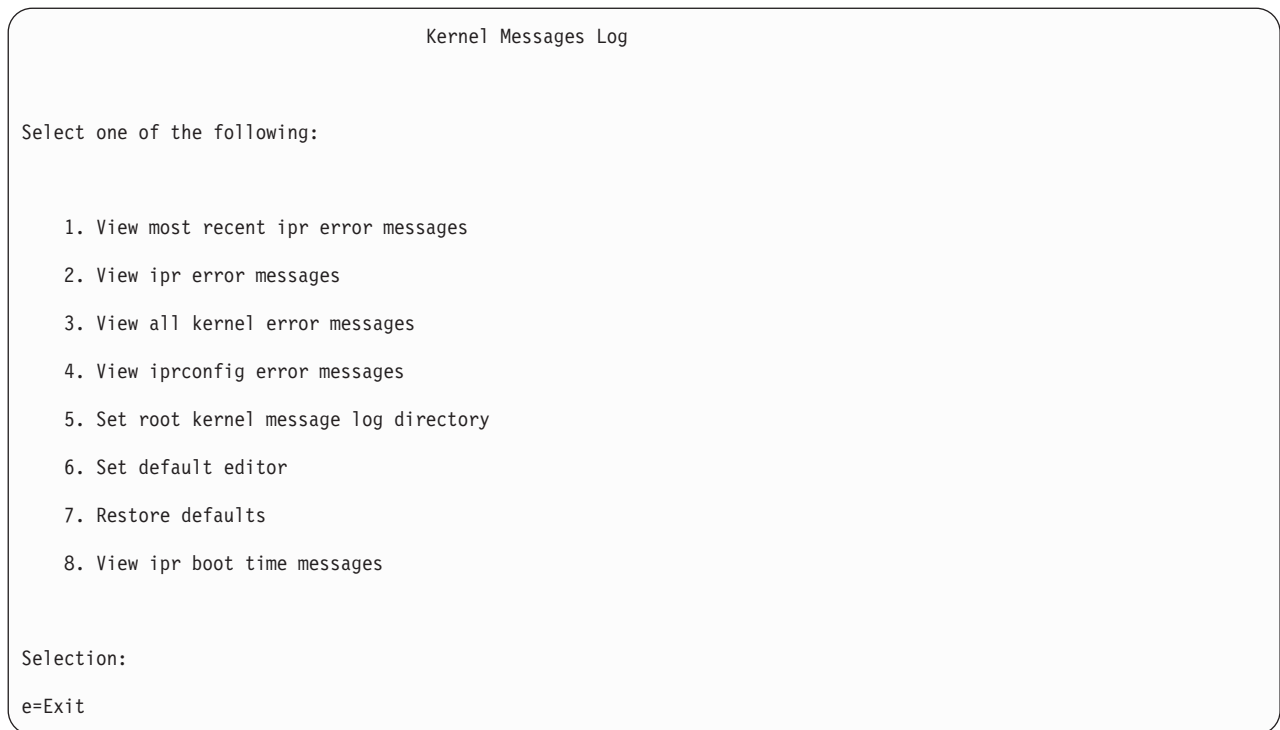 Kernel Messages Log
Select one of the following:
1. View most recent ipr error messages
2. View ipr error messages
3. View all kernel error messages
4. View iprconfig error messages
5. Set root kernel message log directory
6. Set default editor
7. Restore defaults
8. View ipr boot time messages
Selection:
e=Exit